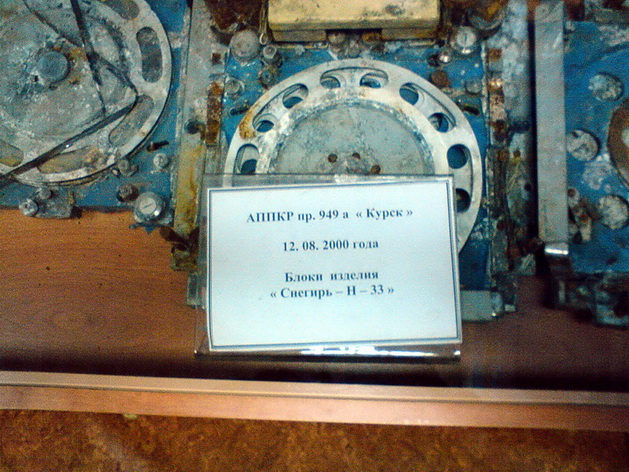 АППКР пр. 949 а « Курск »
12. 08. 2000 года
Блоки изделия
« Снегирь – Н – 33 »